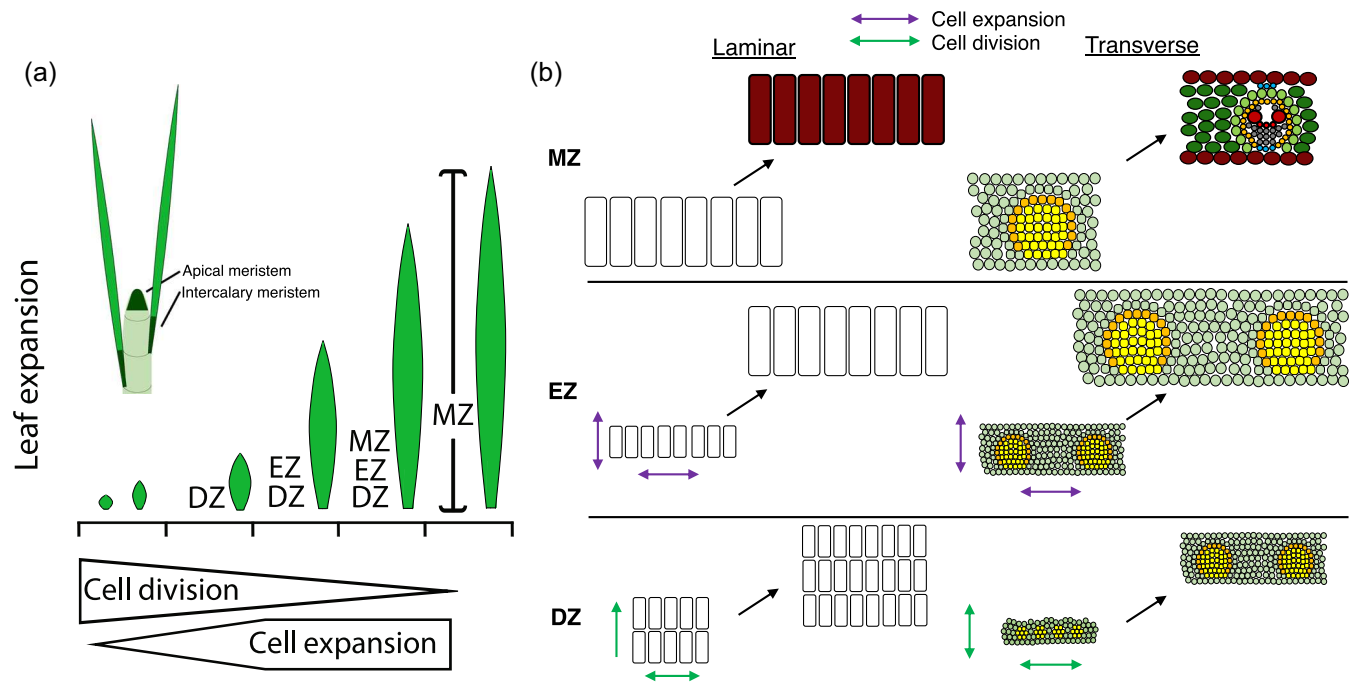 (a)
Apical meristem
Intercalary meristem
Leaf expansion
DZ
EZ
DZ
MZ
EZ
DZ
MZ
Cell division
Cell expansion
(b)
Cell expansion
Cell division
Laminar
Transverse
MZ
EZ
DZ